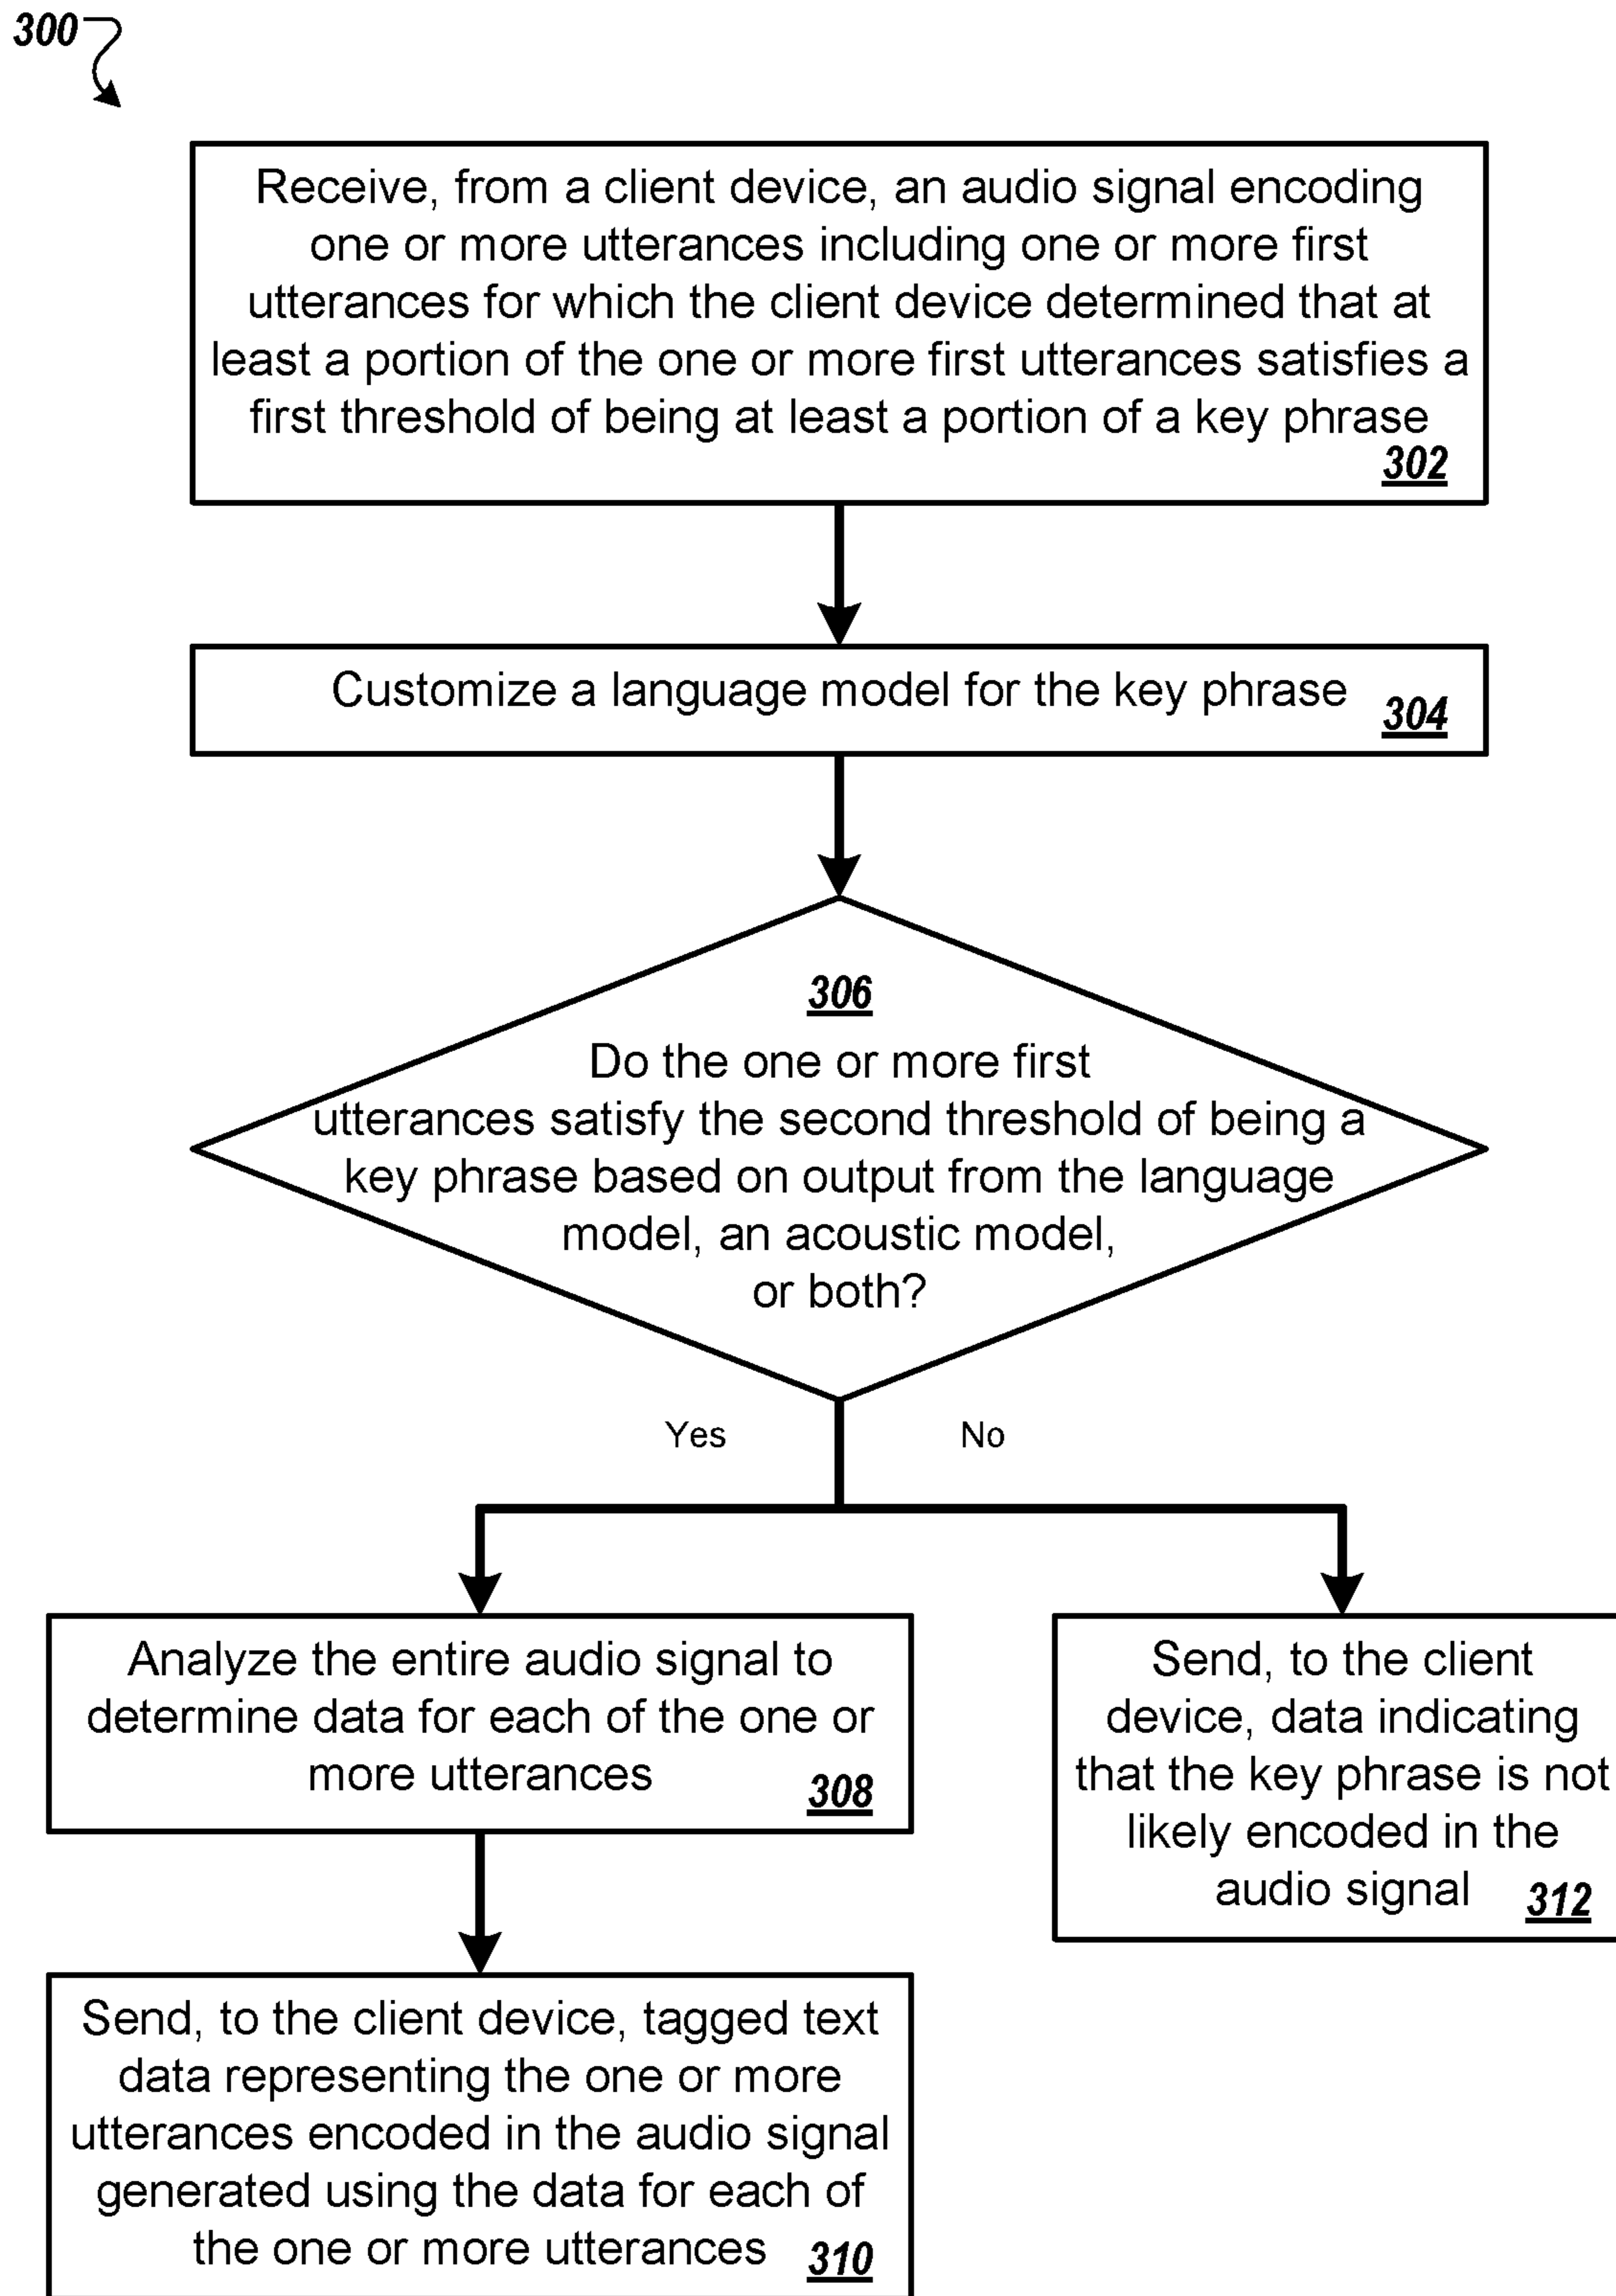 300
Receive, from a client device, an audio signal encoding
one or more utterances including one or more first
utterances for which the client device determined that at
least a portion of the one or more first utterances satisfies a
first threshold of being at least a portion of a key phrase
302
Customize a language model for the key phrase
304
306
Do the one or more first
utterances satisfy the second threshold of being a
key phrase based on output from the language
model, an acoustic model,
or both?
Yes
No
Analyze the entire audio signal to
determine data for each of the one or
more utterances
308
Send, to the client
device, data indicating
that the key phrase is not
likely encoded in the
audio signal
312
Send, to the client device, tagged text
data representing the one or more
utterances encoded in the audio signal
generated using the data for each of
the one or more utterances
310